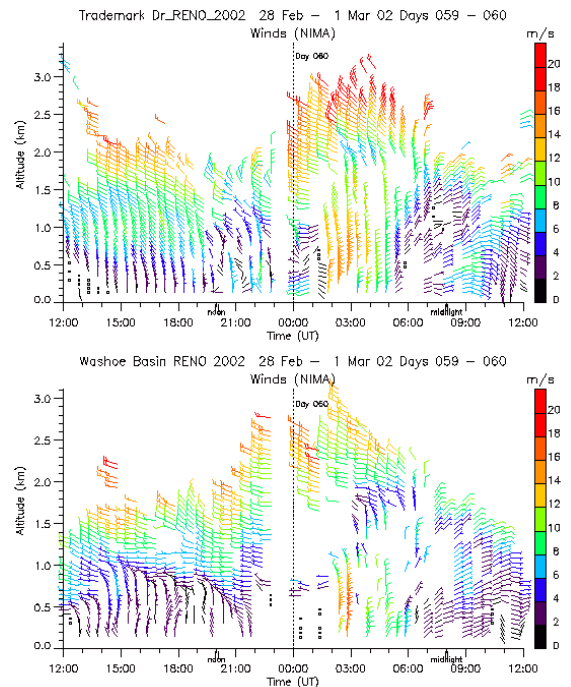 Trademark Dr_RENO_2002 28 Feb - 1 Mar 02 Days 059 - 060
Winds (NIMA)
m/s
Day 060
Altitude (km)
3.0
2.5
2.0
1.5
1.0
0.5
0.0
20
18
16
14
12
10
8
6
4
2
0
12:00 15:00 18:00 21:00 00:00 03:00 06:00 09:00 12:00
noon midnight
Time (UT)
Washoe Basin RENO 2002 28 Feb - 1 Mar 02 Days 059 - 060
Winds (NIMA)
m/s
Day 060
Altitude (km)
3.0
2.5
2.0
1.5
1.0
0.5
0.0
20
18
16
14
12
10
8
6
4
2
0
12:00 15:00 18:00 21:00 00:00 03:00 06:00 09:00 12:00
noon midnight
Time (UT)